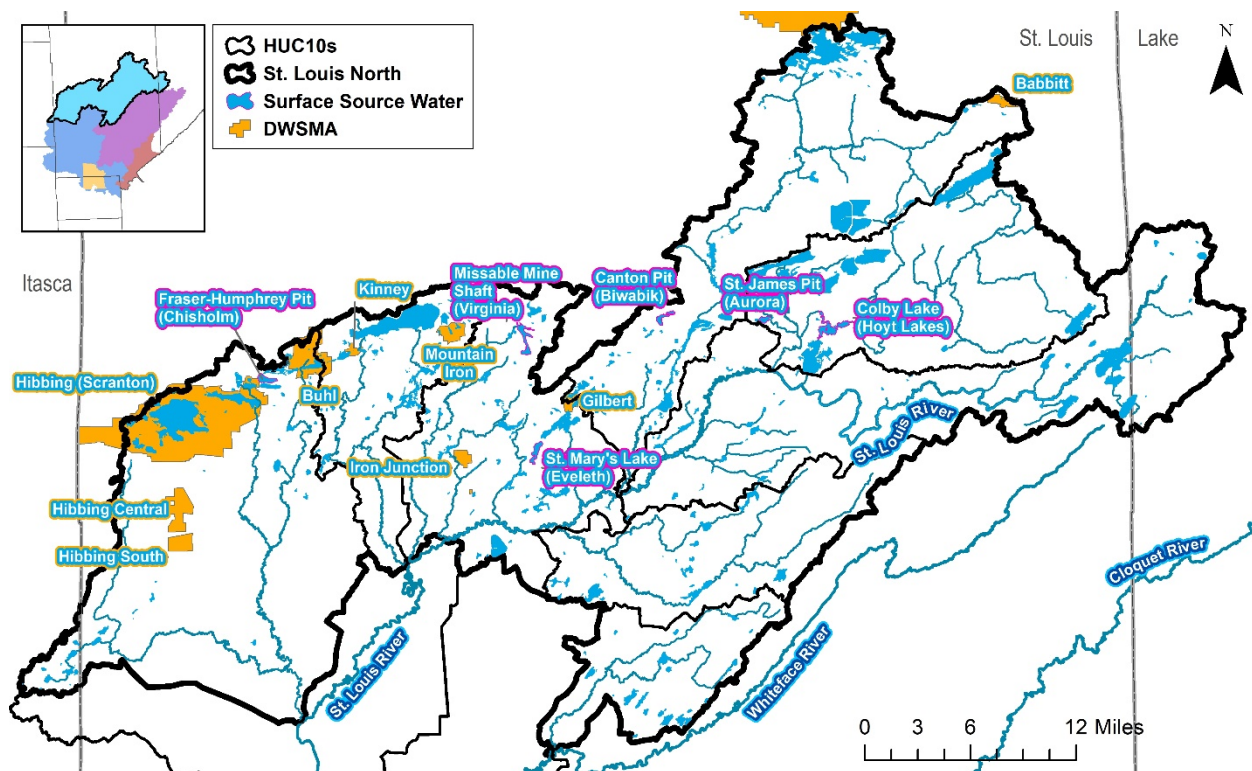 HUC10s
St. Louis North
Surface Source Water
DWSMA
St. Louis
Lake
N
Babbitt
Itasca
Fraser-Humphrey Pit
(Chisholm)
Kinney
Missable Mine
Shaft
(Virginia)
Canton Pit
(Biwabik)
St. James Pit
(Aurora)
Colby Lake
(Hoyt Lakes)
Hibbing (Scranton)
Buhl
Mountain
Iron
Gilbert
St. Louis River
Iron Junction
St. Mary's Lake
(Eveleth)
Hibbing Central
Hibbing South
Cloquet River
St. Louis River
Whiteface River
0 3 6 12 Miles